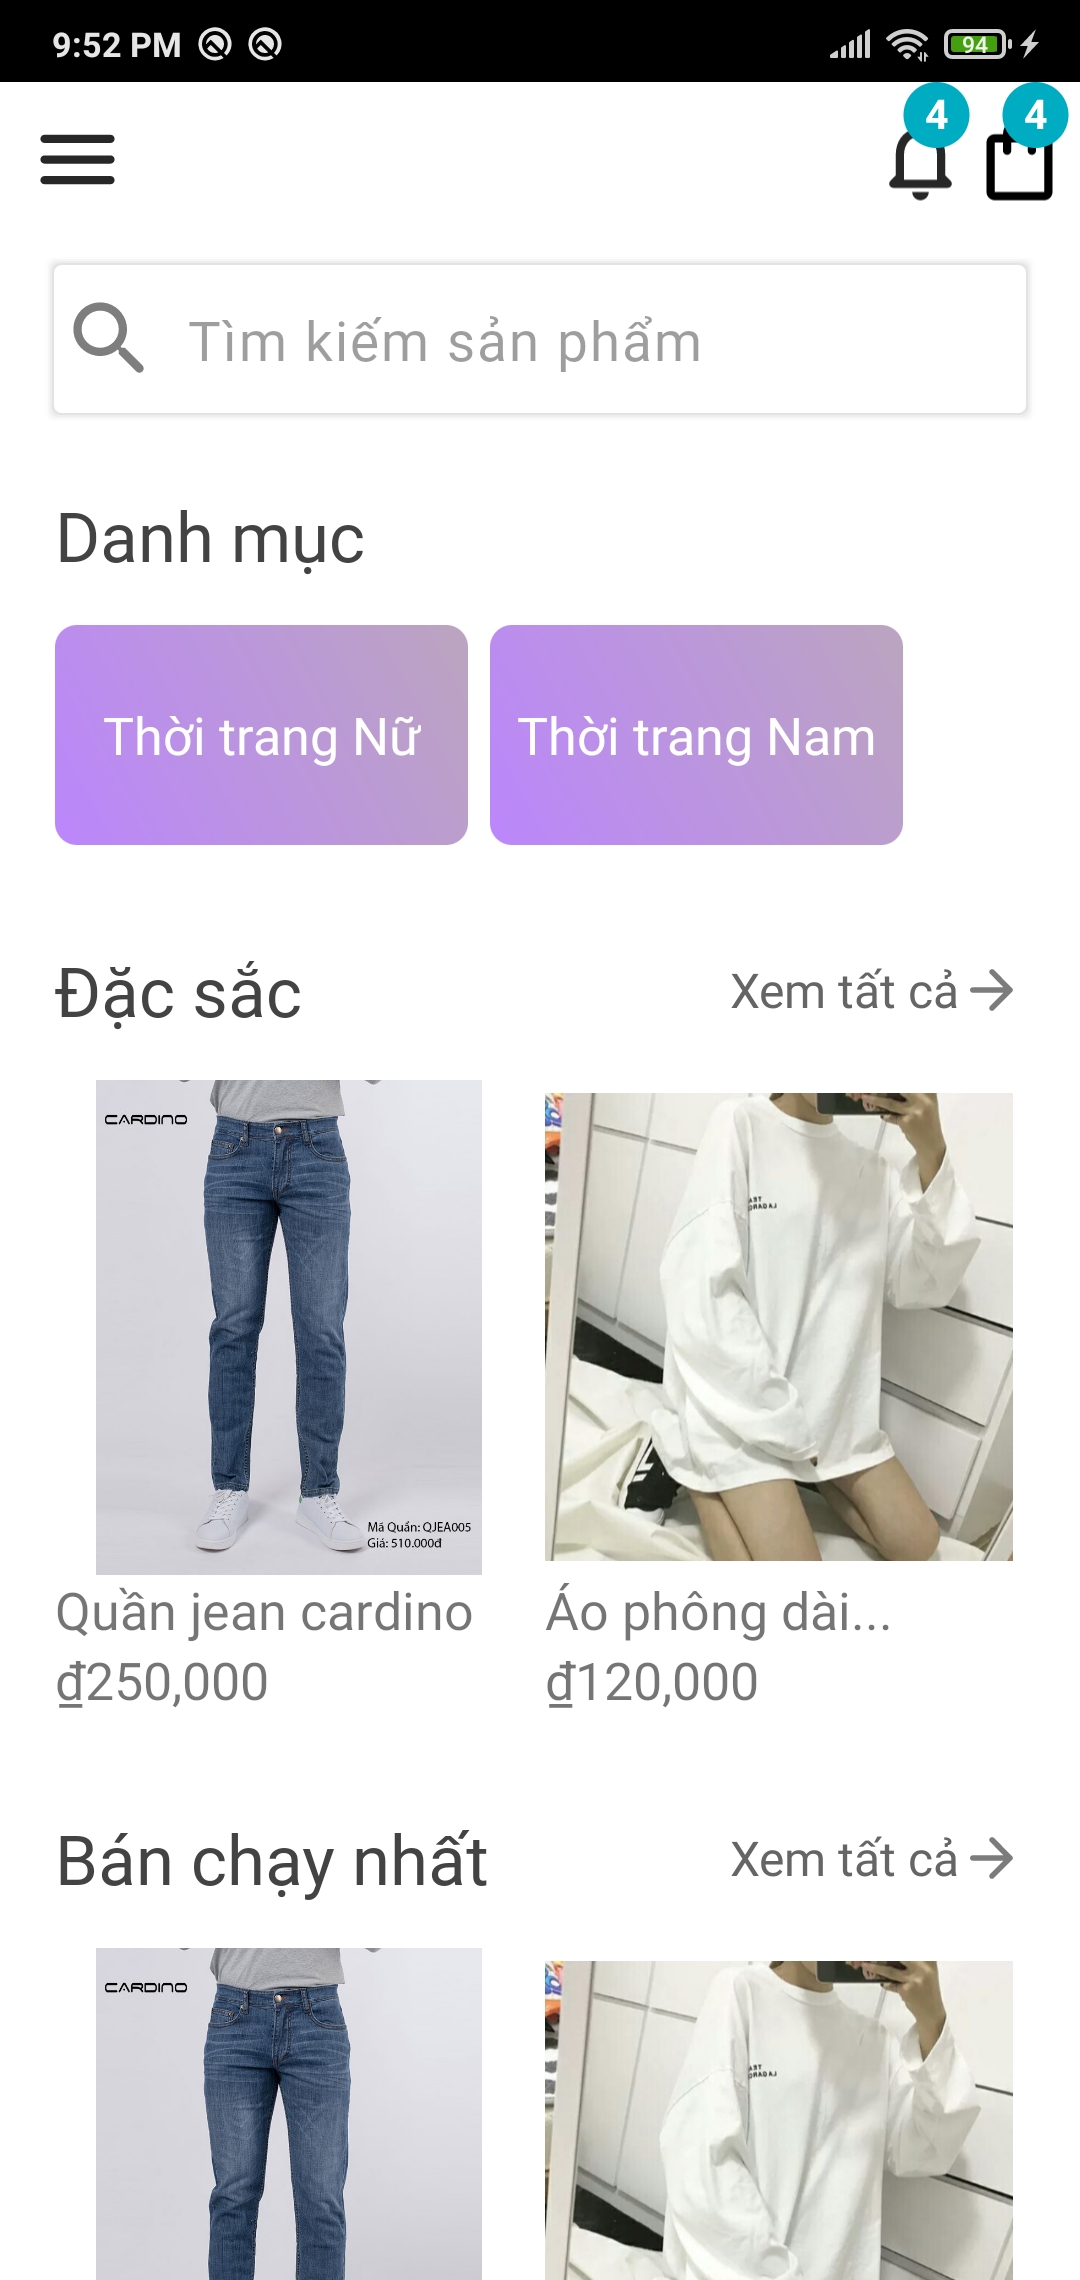 9:52 PM
94
4
4
Tìm kiếm sản phẩm
Danh mục
Thời trang Nữ
Thời trang Nam
Đặc sắc
Xem tất cả
CARDINO
Mã Quần: QJEA005
Giá: 510.000đ
Quần jean cardino
₫250,000
Áo phông dài...
₫120,000
Bán chạy nhất
Xem tất cả
CARDINO